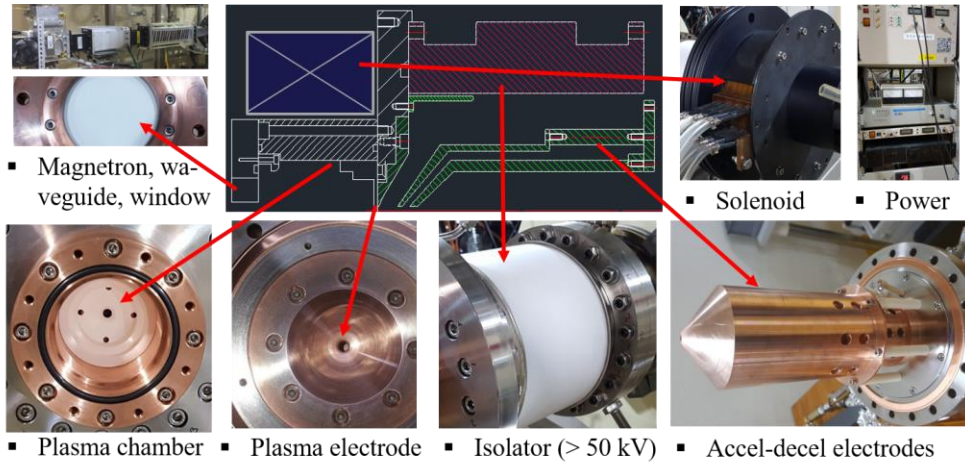 ▪ Magnetron, wa-
veguide, window
▪ Solenoid
▪ Power
▪ Plasma chamber
▪ Plasma electrode
▪ Isolator (> 50 kV)
▪ Accel-decel electrodes